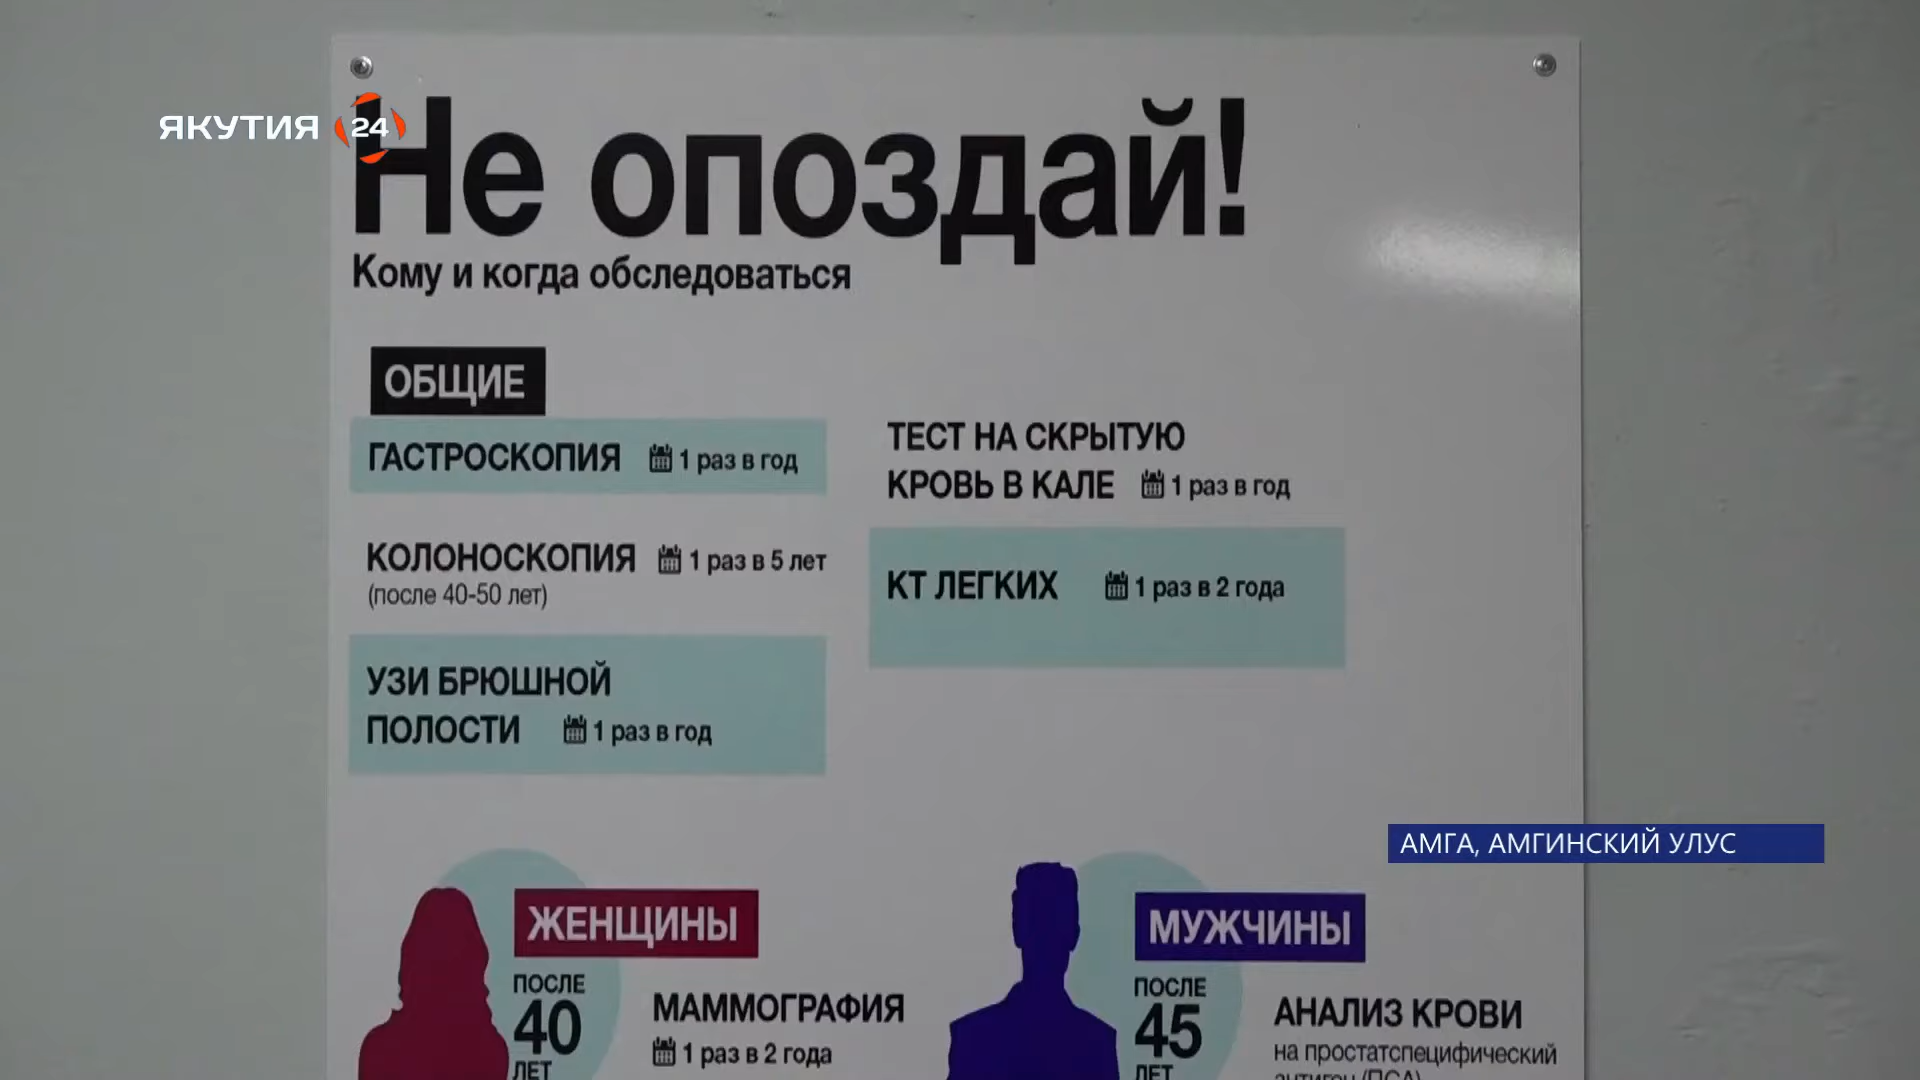 ЯКУТИЯ 24
Не опоздай!
Кому и когда обследоваться
ОБЩИЕ
ГАСТРОСКОПИЯ 1 раз в год
КОЛОНОСКОПИЯ 1 раз в 5 лет
(после 40-50 лет)
УЗИ БРЮШНОЙ
ПОЛОСТИ 1 раз в год
ТЕСТ НА СКРЫТУЮ
КРОВЬ В КАЛЕ 1 раз в год
КТ ЛЕГКИХ 1 раз в 2 года
АМГА, АМГИНСКИЙ УЛУС
ЖЕНЩИНЫ
ПОСЛЕ
40
ЛЕТ
МАММОГРАФИЯ
1 раз в 2 года
МУЖЧИНЫ
ПОСЛЕ
45
ЛЕТ
АНАЛИЗ КРОВИ
на простатспецифический
антиген (ПСА)